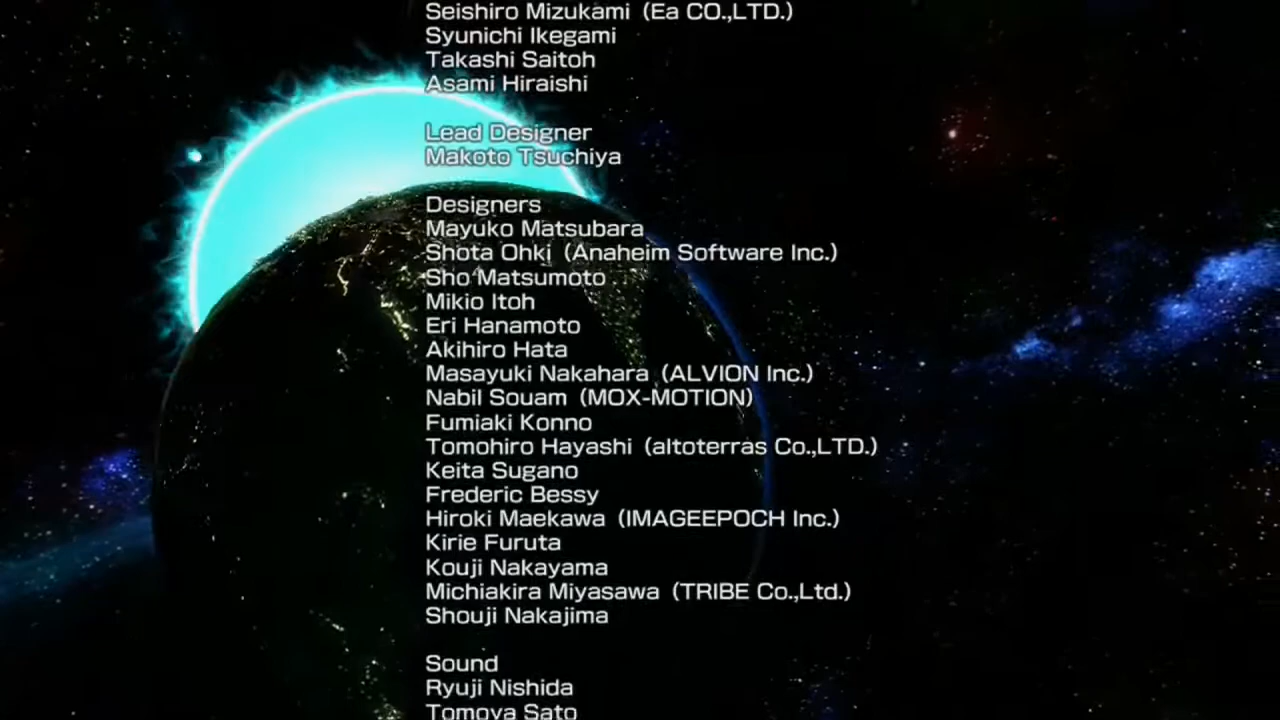 Seishiro Mizukami (Ea CO.,LTD.)
Syunichi Ikegami
Takashi Saitoh
Asami Hiraishi
Lead Designer
Makoto Tsuchiya
Designers
Mayuko Matsubara
Shota Ohki (Anaheim Software Inc.)
Sho Matsumoto
Mikio Itoh
Eri Hanamoto
Akihiro Hata
Masayuki Nakahara (ALVION Inc.)
Nabil Souam (MOX-MOTION)
Fumiaki Konno
Tomohiro Hayashi (altoterras Co.,LTD.)
Keita Sugano
Frederic Bessy
Hiroki Maekawa (IMAGEEPOCH Inc.)
Kirie Furuta
Kouji Nakayama
Michiakira Miyasawa (TRIBE Co.,Ltd.)
Shouji Nakajima
Sound
Ryuji Nishida
Tomoya Sato